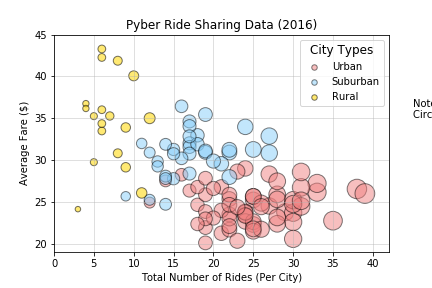 Pyber Ride Sharing Data (2016)
City Types
Urban
Suburban
Rural
Note
Circ
Average Fare ($)
45
40
35
30
25
20
0 5 10 15 20 25 30 35 40
Total Number of Rides (Per City)